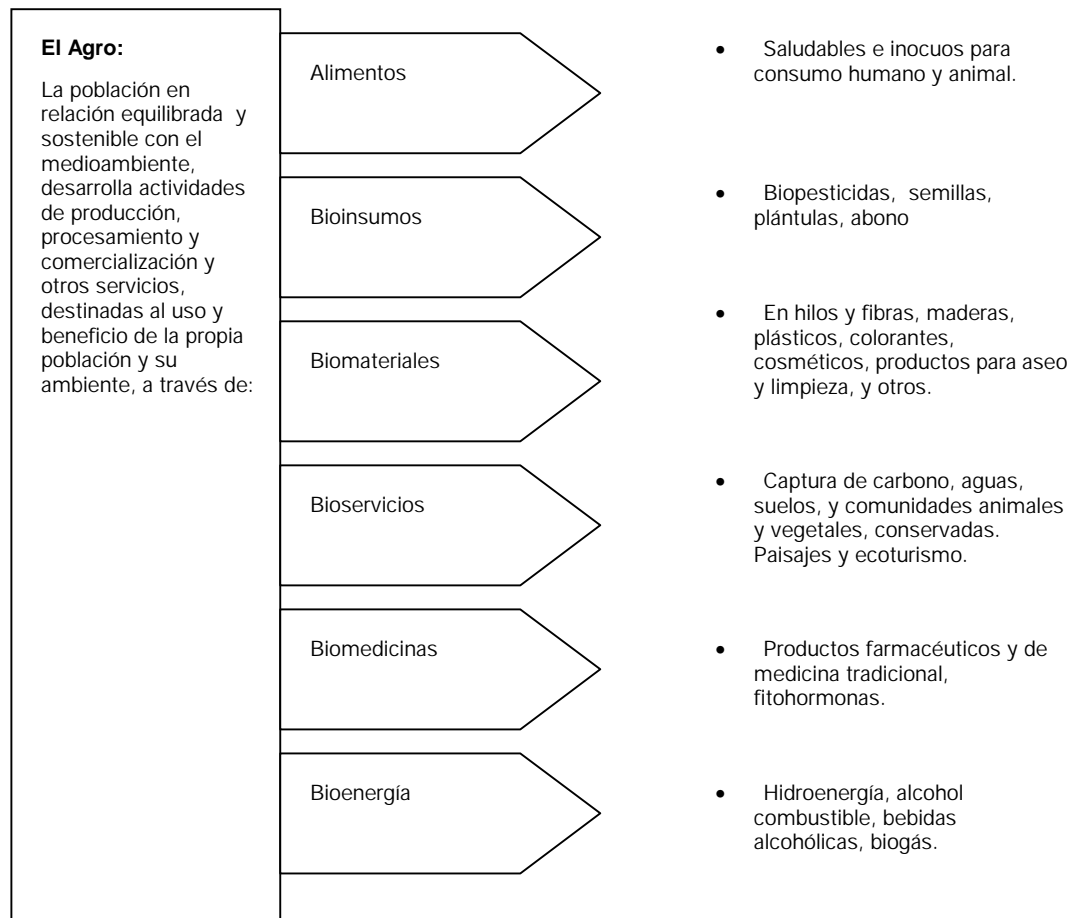 El Agro:
La población en
relación equilibrada y
sostenible con el
medioambiente,
desarrolla actividades
de producción,
procesamiento y
comercialización y
otros servicios,
destinadas al uso y
beneficio de la propia
población y su
ambiente, a través de:
Alimentos
• Saludables e inocuos para
consumo humano y animal.
Bioinsumos
• Biopesticidas, semillas,
plántulas, abono
Biomateriales
• En hilos y fibras, maderas,
plásticos, colorantes,
cosméticos, productos para aseo
y limpieza, y otros.
Bioservicios
• Captura de carbono, aguas,
suelos, y comunidades animales
y vegetales, conservadas.
Paisajes y ecoturismo.
Biomedicinas
• Productos farmacéuticos y de
medicina tradicional,
fitohormonas.
Bioenergía
• Hidroenergía, alcohol
combustible, bebidas
alcohólicas, biogás.